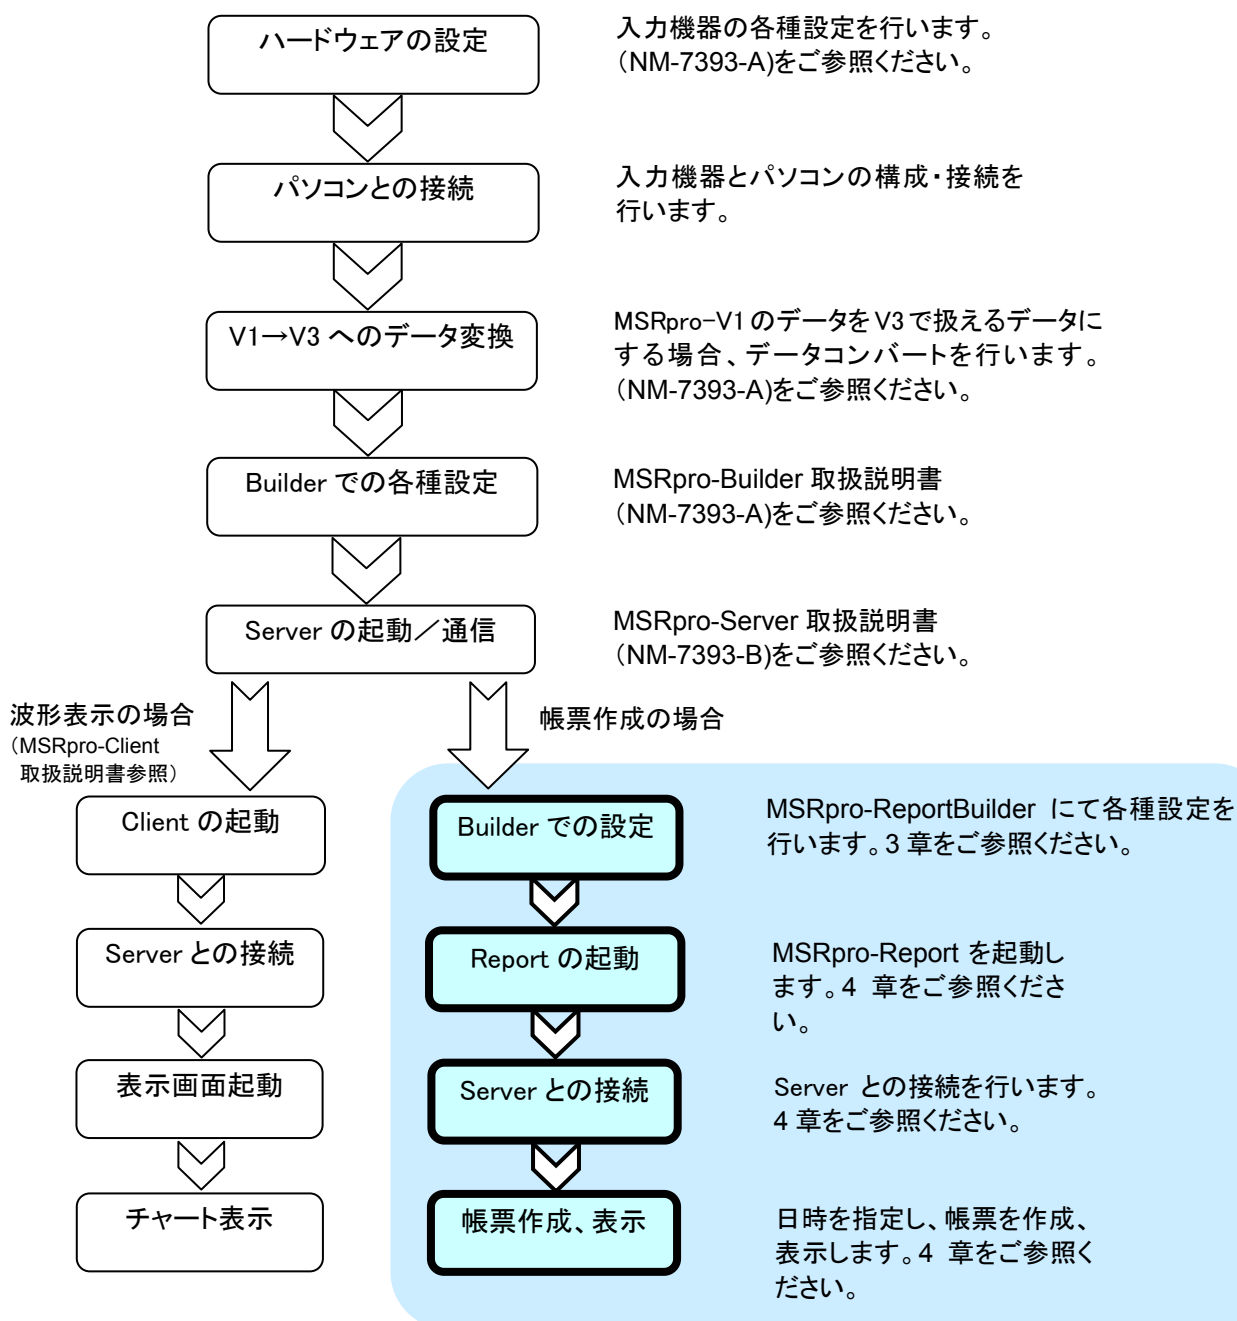 ハードウェアの設定
入力機器の各種設定を行います。
（NM-7393-A)をご参照ください。
パソコンとの接続
入力機器とパソコンの構成・接続を
行います。
V1→V3 へのデータ変換
MSRpro-V1のデータをV3で扱えるデータに
する場合、データコンバートを行います。
（NM-7393-A)をご参照ください。
Builder での各種設定
MSRpro-Builder 取扱説明書
（NM-7393-A)をご参照ください。
Server の起動／通信
MSRpro-Server 取扱説明書
（NM-7393-B)をご参照ください。
波形表示の場合
（MSRpro-Client
取扱説明書参照）
帳票作成の場合
Client の起動
Builder での設定
MSRpro-ReportBuilder にて各種設定を
行います。3 章をご参照ください。
Server との接続
Report の起動
MSRpro-Report を起動し
ます。4 章をご参照くださ
い。
表示画面起動
Server との接続
Server との接続を行います。
4 章をご参照ください。
チャート表示
帳票作成、表示
日時を指定し、帳票を作成、
表示します。4 章をご参照く
ださい。